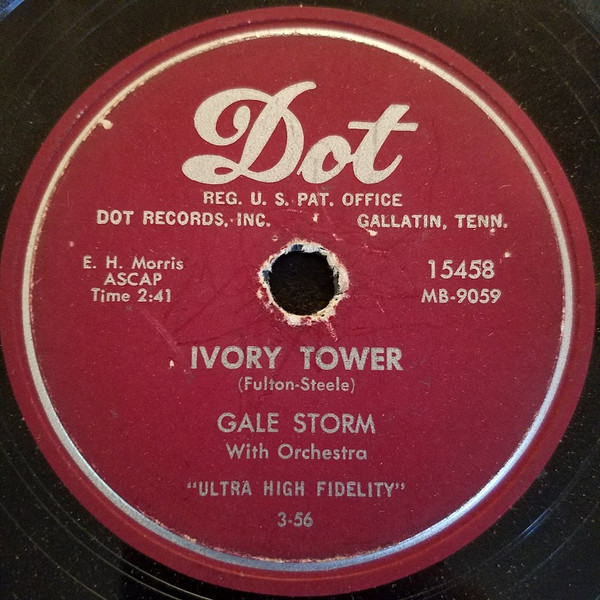 Dot
REG. U. S. PAT. OFFICE
DOT RECORDS, INC. GALLATIN, TENN.
E. H. Morris
ASCAP
Time 2:41
15458
MB-9059
IVORY TOWER
(Fulton-Steele)
GALE STORM
With Orchestra
"ULTRA HIGH FIDELITY"
3-56